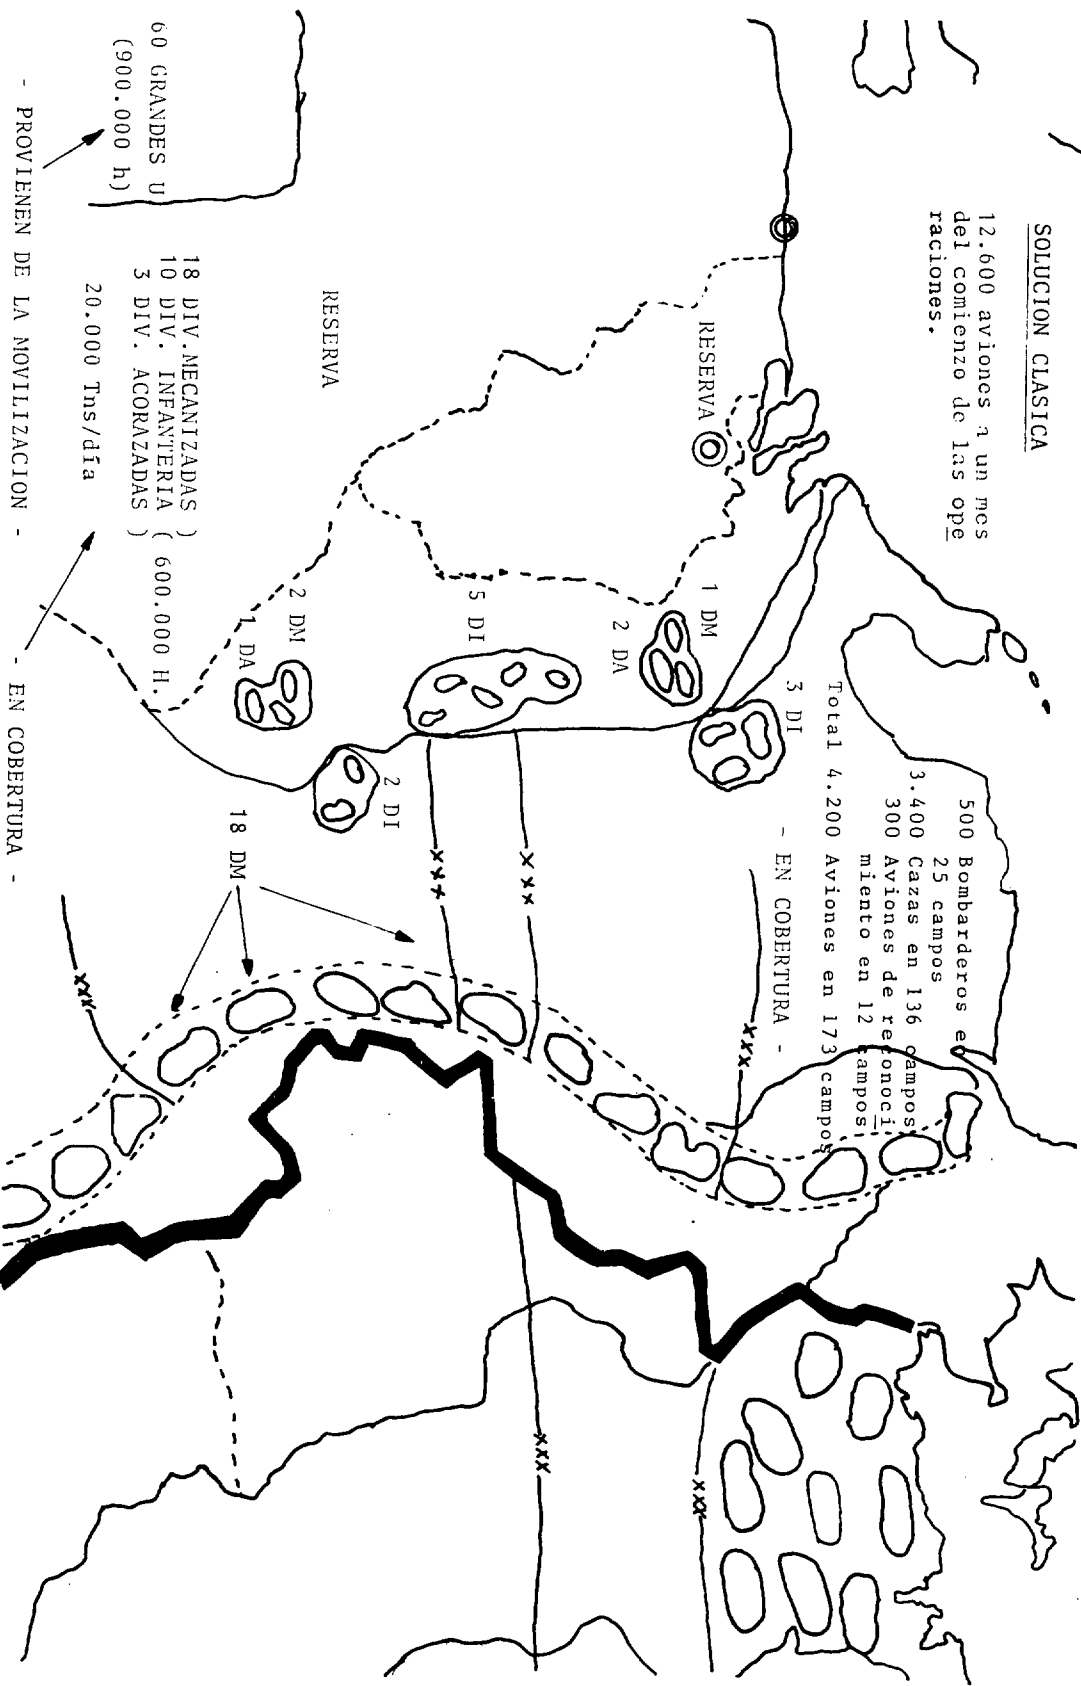 SOLUCION CLASICA
12.600 aviones a un mes
del comienzo de las ope
raciones.
500 Bombarderos e
25 campos
3.400 Cazas en 136 campos
300 Aviones de reconoci
miento en 12 campos
Total 4.200 Aviones en 173 campos
- EN COBERTURA -
3 DI
RESERVA
1 DM
2 DA
5 DI
RESERVA
2 DM
1 DA
2 DI
18 DM
xxx
xxx
xxx
xxx
xxx
xxx
60 GRANDES U
(900.000 h)
18 DIV.MECANIZADAS )
10 DIV. INFANTERIA ( 600.000 H.
3 DIV. ACORAZADAS )
20.000 Tns/día
- PROVIENEN DE LA MOVILIZACION -
- EN COBERTURA -